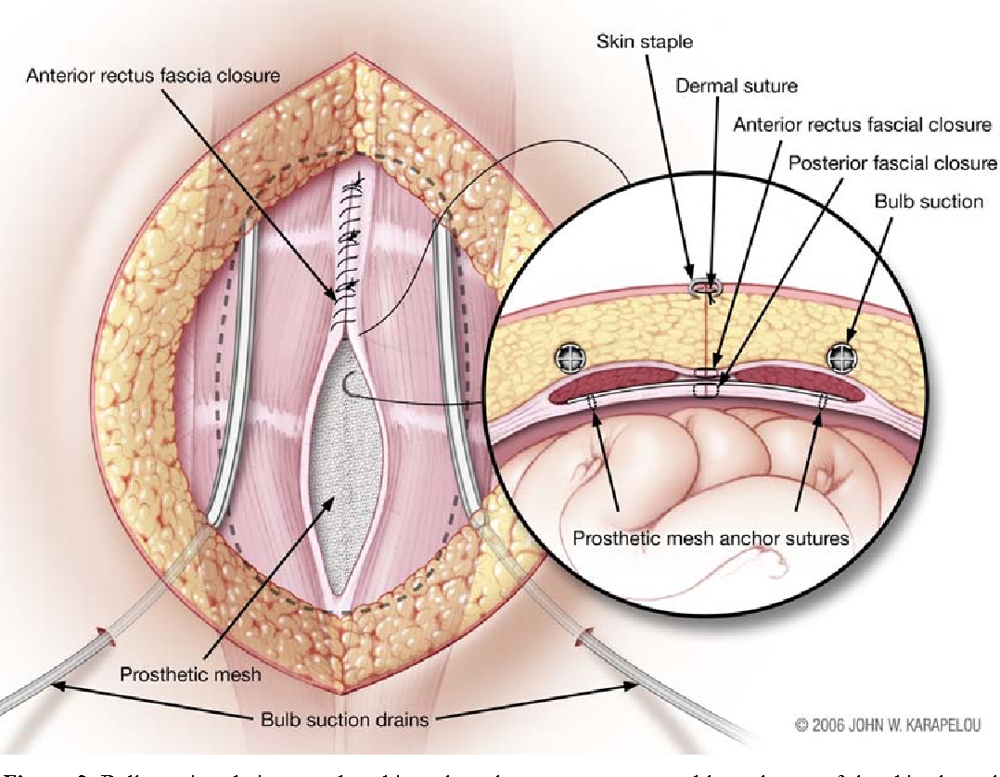 Skin staple
Anterior rectus fascia closure
Dermal suture
Anterior rectus fascial closure
Posterior fascial closure
Bulb suction
Prosthetic mesh anchor sutures
Prosthetic mesh
Bulb suction drains
© 2006 JOHN W. KARAPELOU